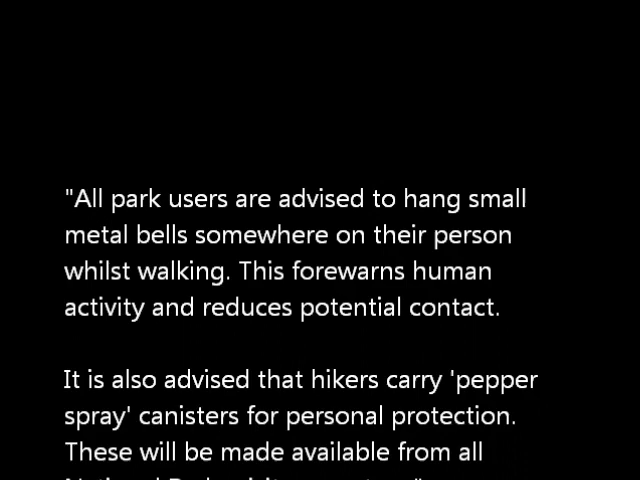 "All park users are advised to hang small
metal bells somewhere on their person
whilst walking. This forewarns human
activity and reduces potential contact.
It is also advised that hikers carry 'pepper
spray' canisters for personal protection.
These will be made available from all